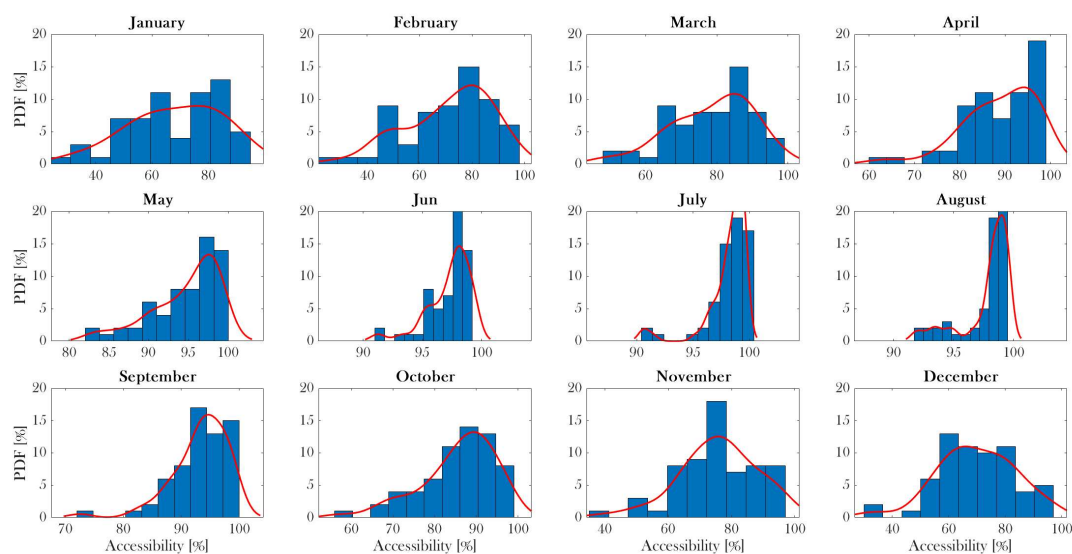 January February March April
PDF [%]
20 20 20 20
15 15 15 15
10 10 10 10
5 5 5 5
0 0 0 0
40 60 80 40 60 80 100 60 80 100 60 70 80 90 100
May Jun July August
PDF [%]
20 20 20 20
15 15 15 15
10 10 10 10
5 5 5 5
0 0 0 0
80 85 90 95 100 90 95 100 90 95 100 90 95 100
September October November December
PDF [%]
20 20 20 20
15 15 15 15
10 10 10 10
5 5 5 5
0 0 0 0
70 80 90 100 60 70 80 90 100 40 60 80 100 40 60 80 100
Accessibility [%] Accessibility [%] Accessibility [%] Accessibility [%]